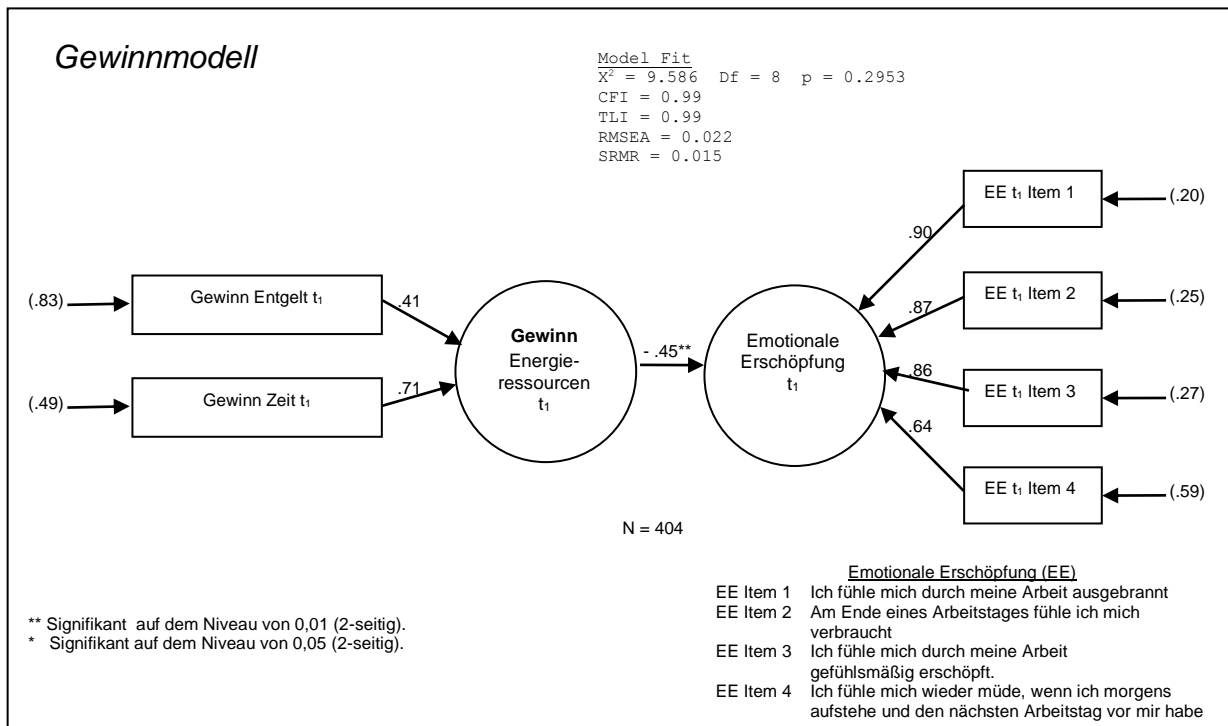 Gewinnmodell
Model Fit
X² = 9.586 Df = 8 p = 0.2953
CFI = 0.99
TLI = 0.99
RMSEA = 0.022
SRMR = 0.015
EE t₁ Item 1
(.20)
.90
(.83)
Gewinn Entgelt t₁
.41
EE t₁ Item 2
(.25)
.87
Gewinn
Energie-
ressourcen
t₁
- .45**
Emotionale
Erschöpfung
t₁
(.49)
Gewinn Zeit t₁
.71
.86
EE t₁ Item 3
(.27)
.64
EE t₁ Item 4
(.59)
N = 404
Emotionale Erschöpfung (EE)
EE Item 1 Ich fühle mich durch meine Arbeit ausgebrannt
EE Item 2 Am Ende eines Arbeitstages fühle ich mich
verbraucht
EE Item 3 Ich fühle mich durch meine Arbeit
gefühlsmäßig erschöpft.
EE Item 4 Ich fühle mich wieder müde, wenn ich morgens
aufstehe und den nächsten Arbeitstag vor mir habe
** Signifikant auf dem Niveau von 0,01 (2-seitig).
* Signifikant auf dem Niveau von 0,05 (2-seitig).